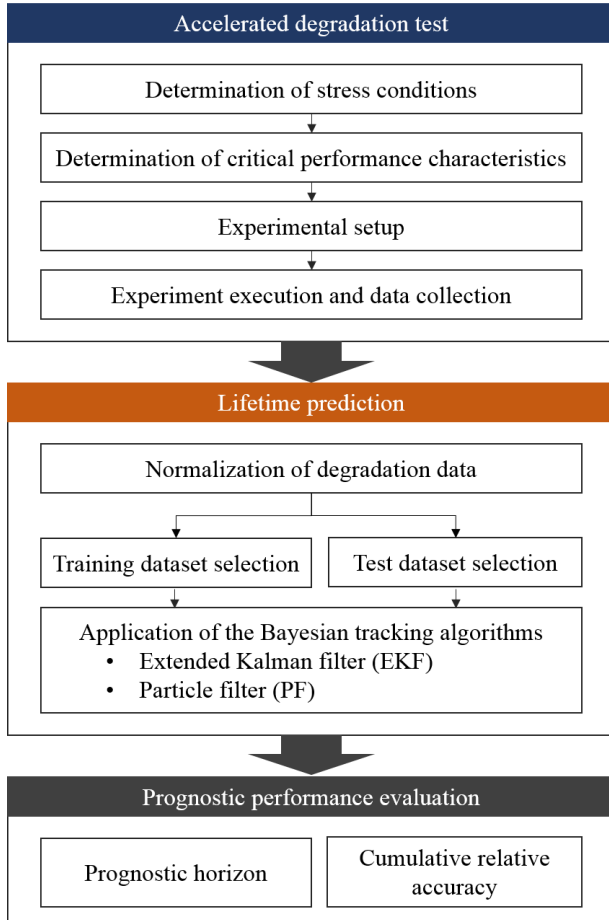 Accelerated degradation test
Determination of stress conditions
Determination of critical performance characteristics
Experimental setup
Experiment execution and data collection
Lifetime prediction
Normalization of degradation data
Training dataset selection
Test dataset selection
Application of the Bayesian tracking algorithms
• Extended Kalman filter (EKF)
• Particle filter (PF)
Prognostic performance evaluation
Prognostic horizon
Cumulative relative
accuracy